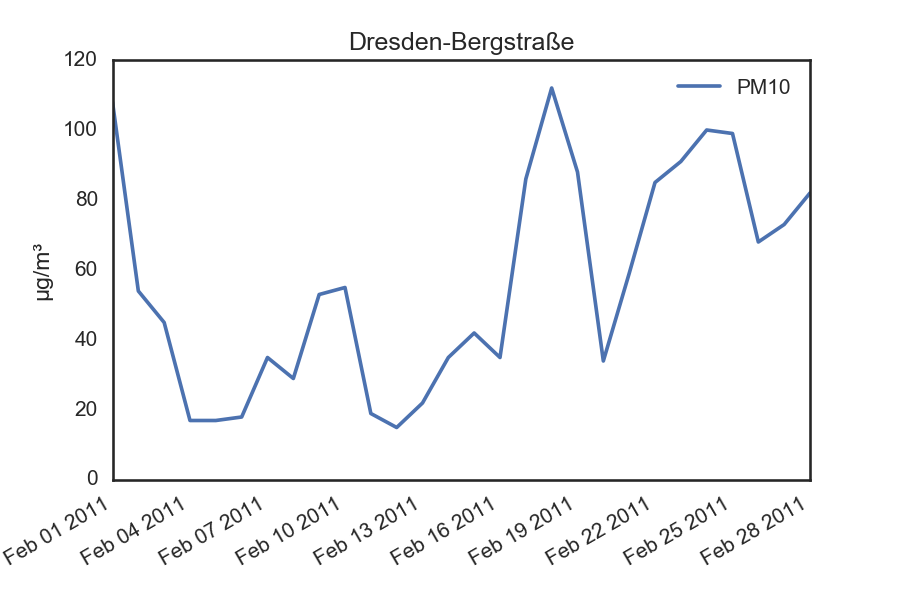 Dresden-Bergstraße
120
100
80
60
40
20
0
µg/m³
PM10
Feb 01 2011
Feb 04 2011
Feb 07 2011
Feb 10 2011
Feb 13 2011
Feb 16 2011
Feb 19 2011
Feb 22 2011
Feb 25 2011
Feb 28 2011